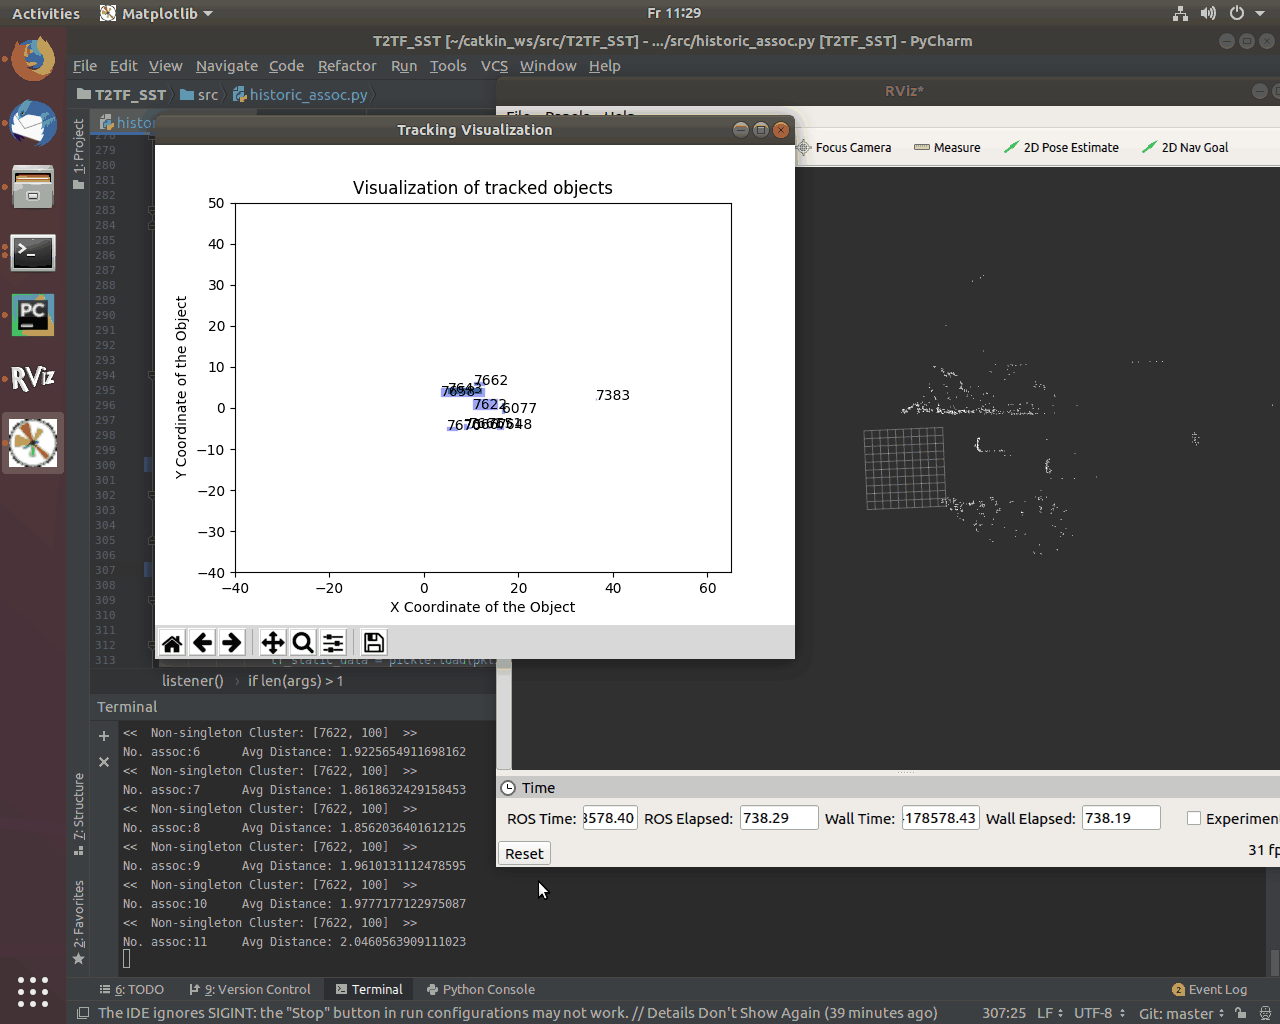 Activities
Matplotlib
Fr 11:29
T2TF_SST [~/catkin_ws/src/T2TF_SST] - .../src/historic_assoc.py [T2TF_SST] - PyCharm
File Edit View Navigate Code Refactor Run Tools VCS Window Help
T2TF_SST src historic_assoc.py
RViz*
Tracking Visualization
Focus Camera Measure 2D Pose Estimate 2D Nav Goal
1: Project
279
280
281
282
283
284
285
286
287
288
289
290
291
292
293
294
295
296
297
298
299
300
301
302
303
304
305
306
307
308
309
310
311
312
313
Visualization of tracked objects
Y Coordinate of the Object
50
40
30
20
10
0
−10
−20
−30
−40
7662
7383
7622
6077
−40 −20 0 20 40 60
X Coordinate of the Object
PC
RViz
listener() › if len(args) > 1
Terminal
<< Non-singleton Cluster: [7622, 100] >>
No. assoc:6 Avg Distance: 1.9225654911698162
<< Non-singleton Cluster: [7622, 100] >>
No. assoc:7 Avg Distance: 1.8618632429158453
<< Non-singleton Cluster: [7622, 100] >>
No. assoc:8 Avg Distance: 1.8562036401612125
<< Non-singleton Cluster: [7622, 100] >>
No. assoc:9 Avg Distance: 1.9610131112478595
<< Non-singleton Cluster: [7622, 100] >>
No. assoc:10 Avg Distance: 1.9777177122975087
<< Non-singleton Cluster: [7622, 100] >>
No. assoc:11 Avg Distance: 2.0460563909111023
7: Structure
2: Favorites
Time
ROS Time: 3578.40 ROS Elapsed: 738.29 Wall Time: 178578.43 Wall Elapsed: 738.19 Experimen
Reset
31 fp
6: TODO 9: Version Control Terminal Python Console 2 Event Log
The IDE ignores SIGINT: the "Stop" button in run configurations may not work. // Details Don't Show Again (39 minutes ago)
307:25 LF UTF-8 Git: master